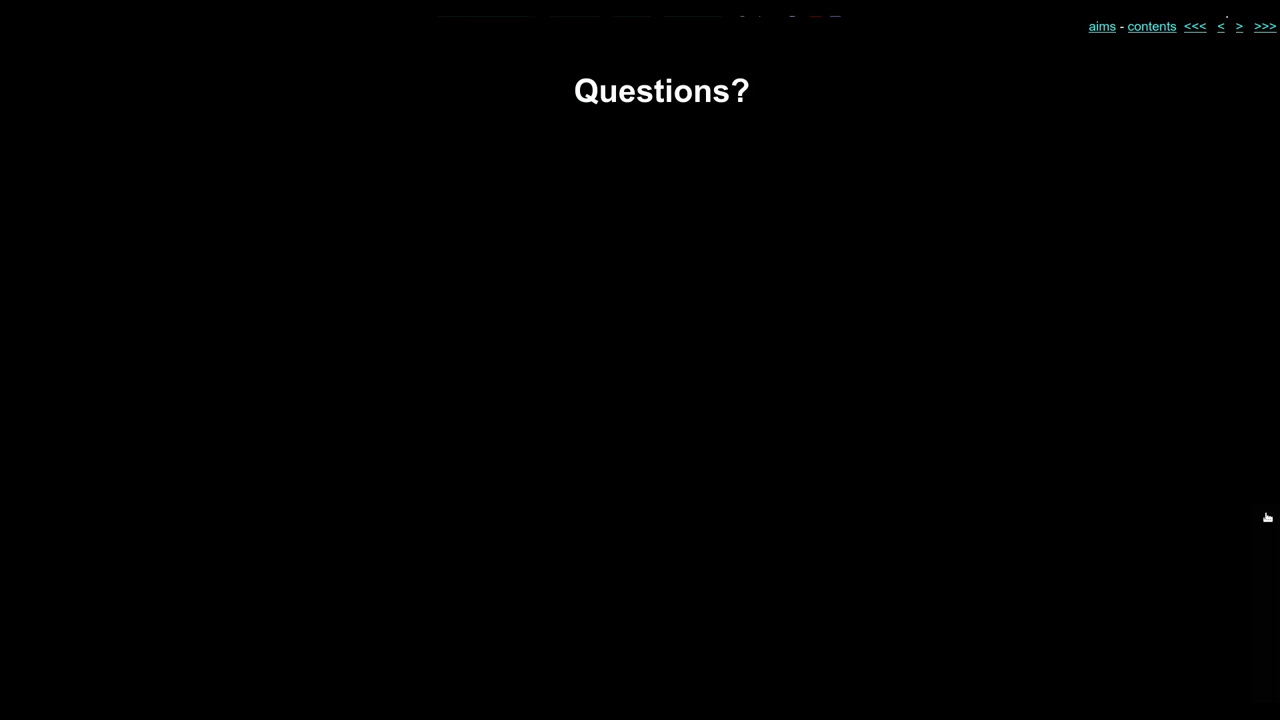 aims - contents <<< < > >>>
Questions?